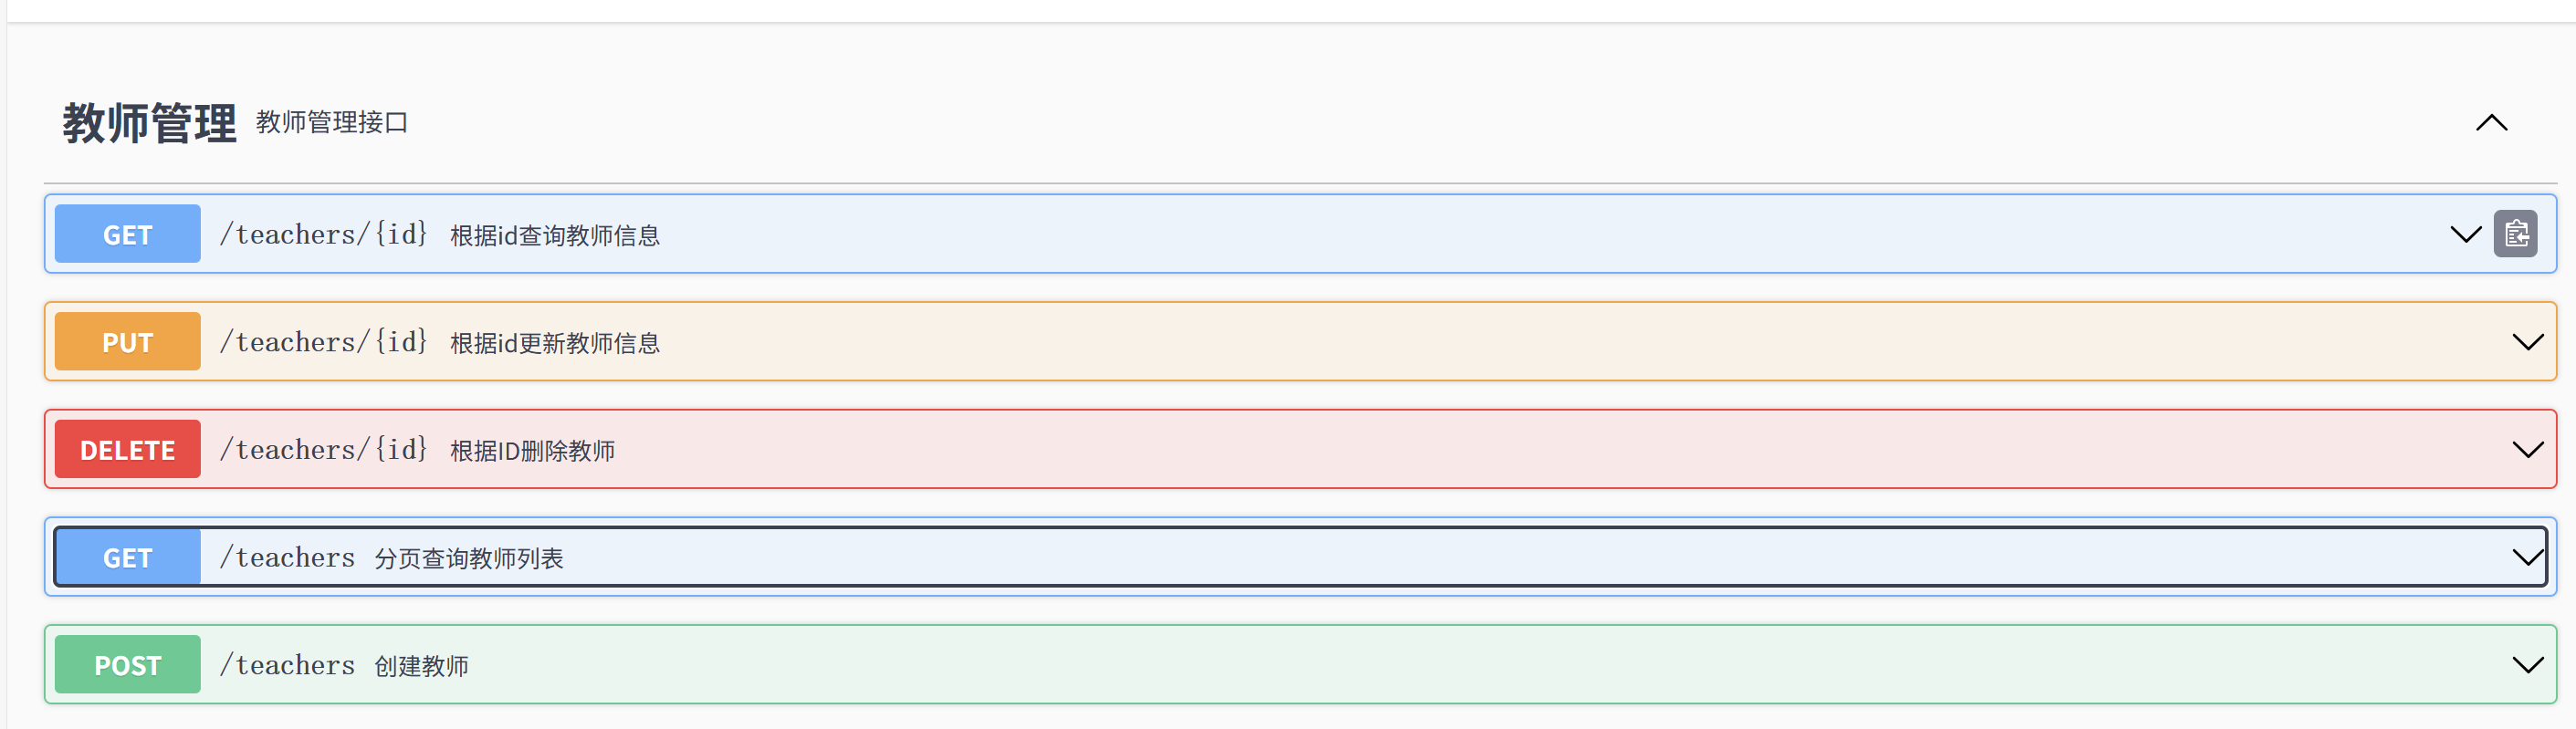 教师管理 教师管理接口
GET /teachers/{id} 根据id查询教师信息
PUT /teachers/{id} 根据id更新教师信息
DELETE /teachers/{id} 根据ID删除教师
GET /teachers 分页查询教师列表
POST /teachers 创建教师